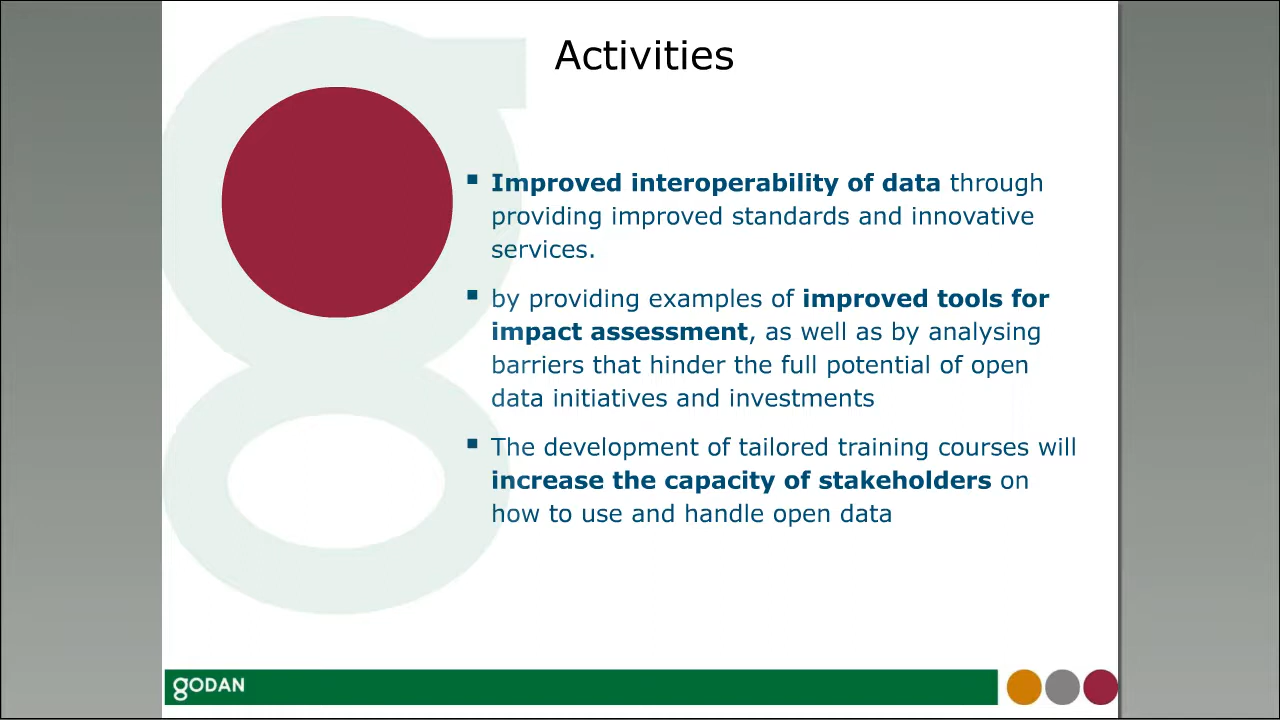 Activities
▪ Improved interoperability of data through
providing improved standards and innovative
services.
▪ by providing examples of improved tools for
impact assessment, as well as by analysing
barriers that hinder the full potential of open
data initiatives and investments
▪ The development of tailored training courses will
increase the capacity of stakeholders on
how to use and handle open data
gODAN